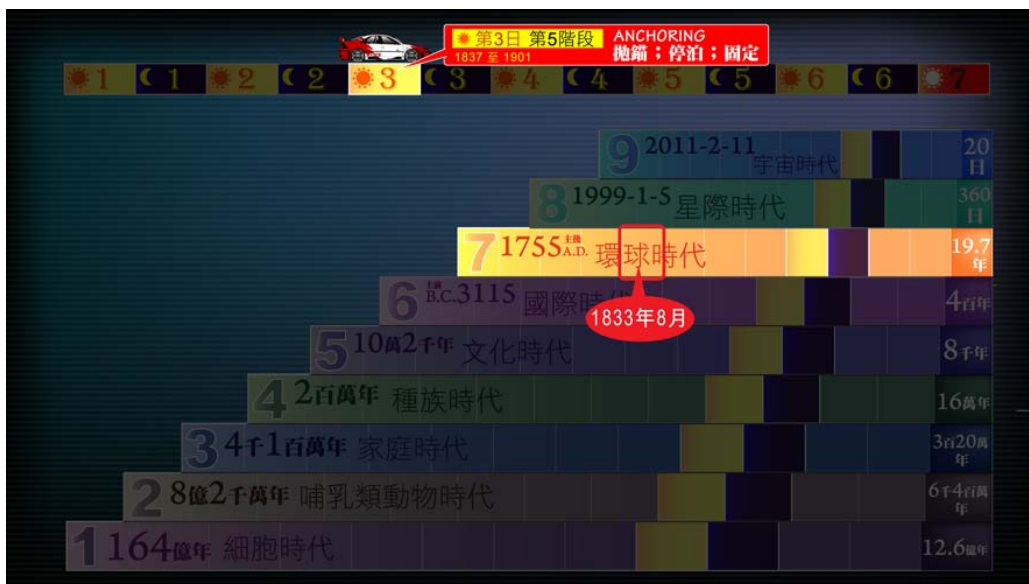 第3日 第5階段 ANCHORING
1837 至 1901 拋錨；停泊；固定
1 1 2 2 3 3 4 4 5 5 6 6 7
9 2011-2-11 宇宙時代 20日
8 1999-1-5 星際時代 360日
7 1755 主後 A.D. 環球時代 19.7年
6 主前 B.C.3115 國際時代 4百年
1833年8月
5 10萬2千年 文化時代 8千年
4 2百萬年 種族時代 16萬年
3 4千1百萬年 家庭時代 3百20萬年
2 8億2千萬年 哺乳類動物時代 6千4百萬年
1 164億年 細胞時代 12.6億年